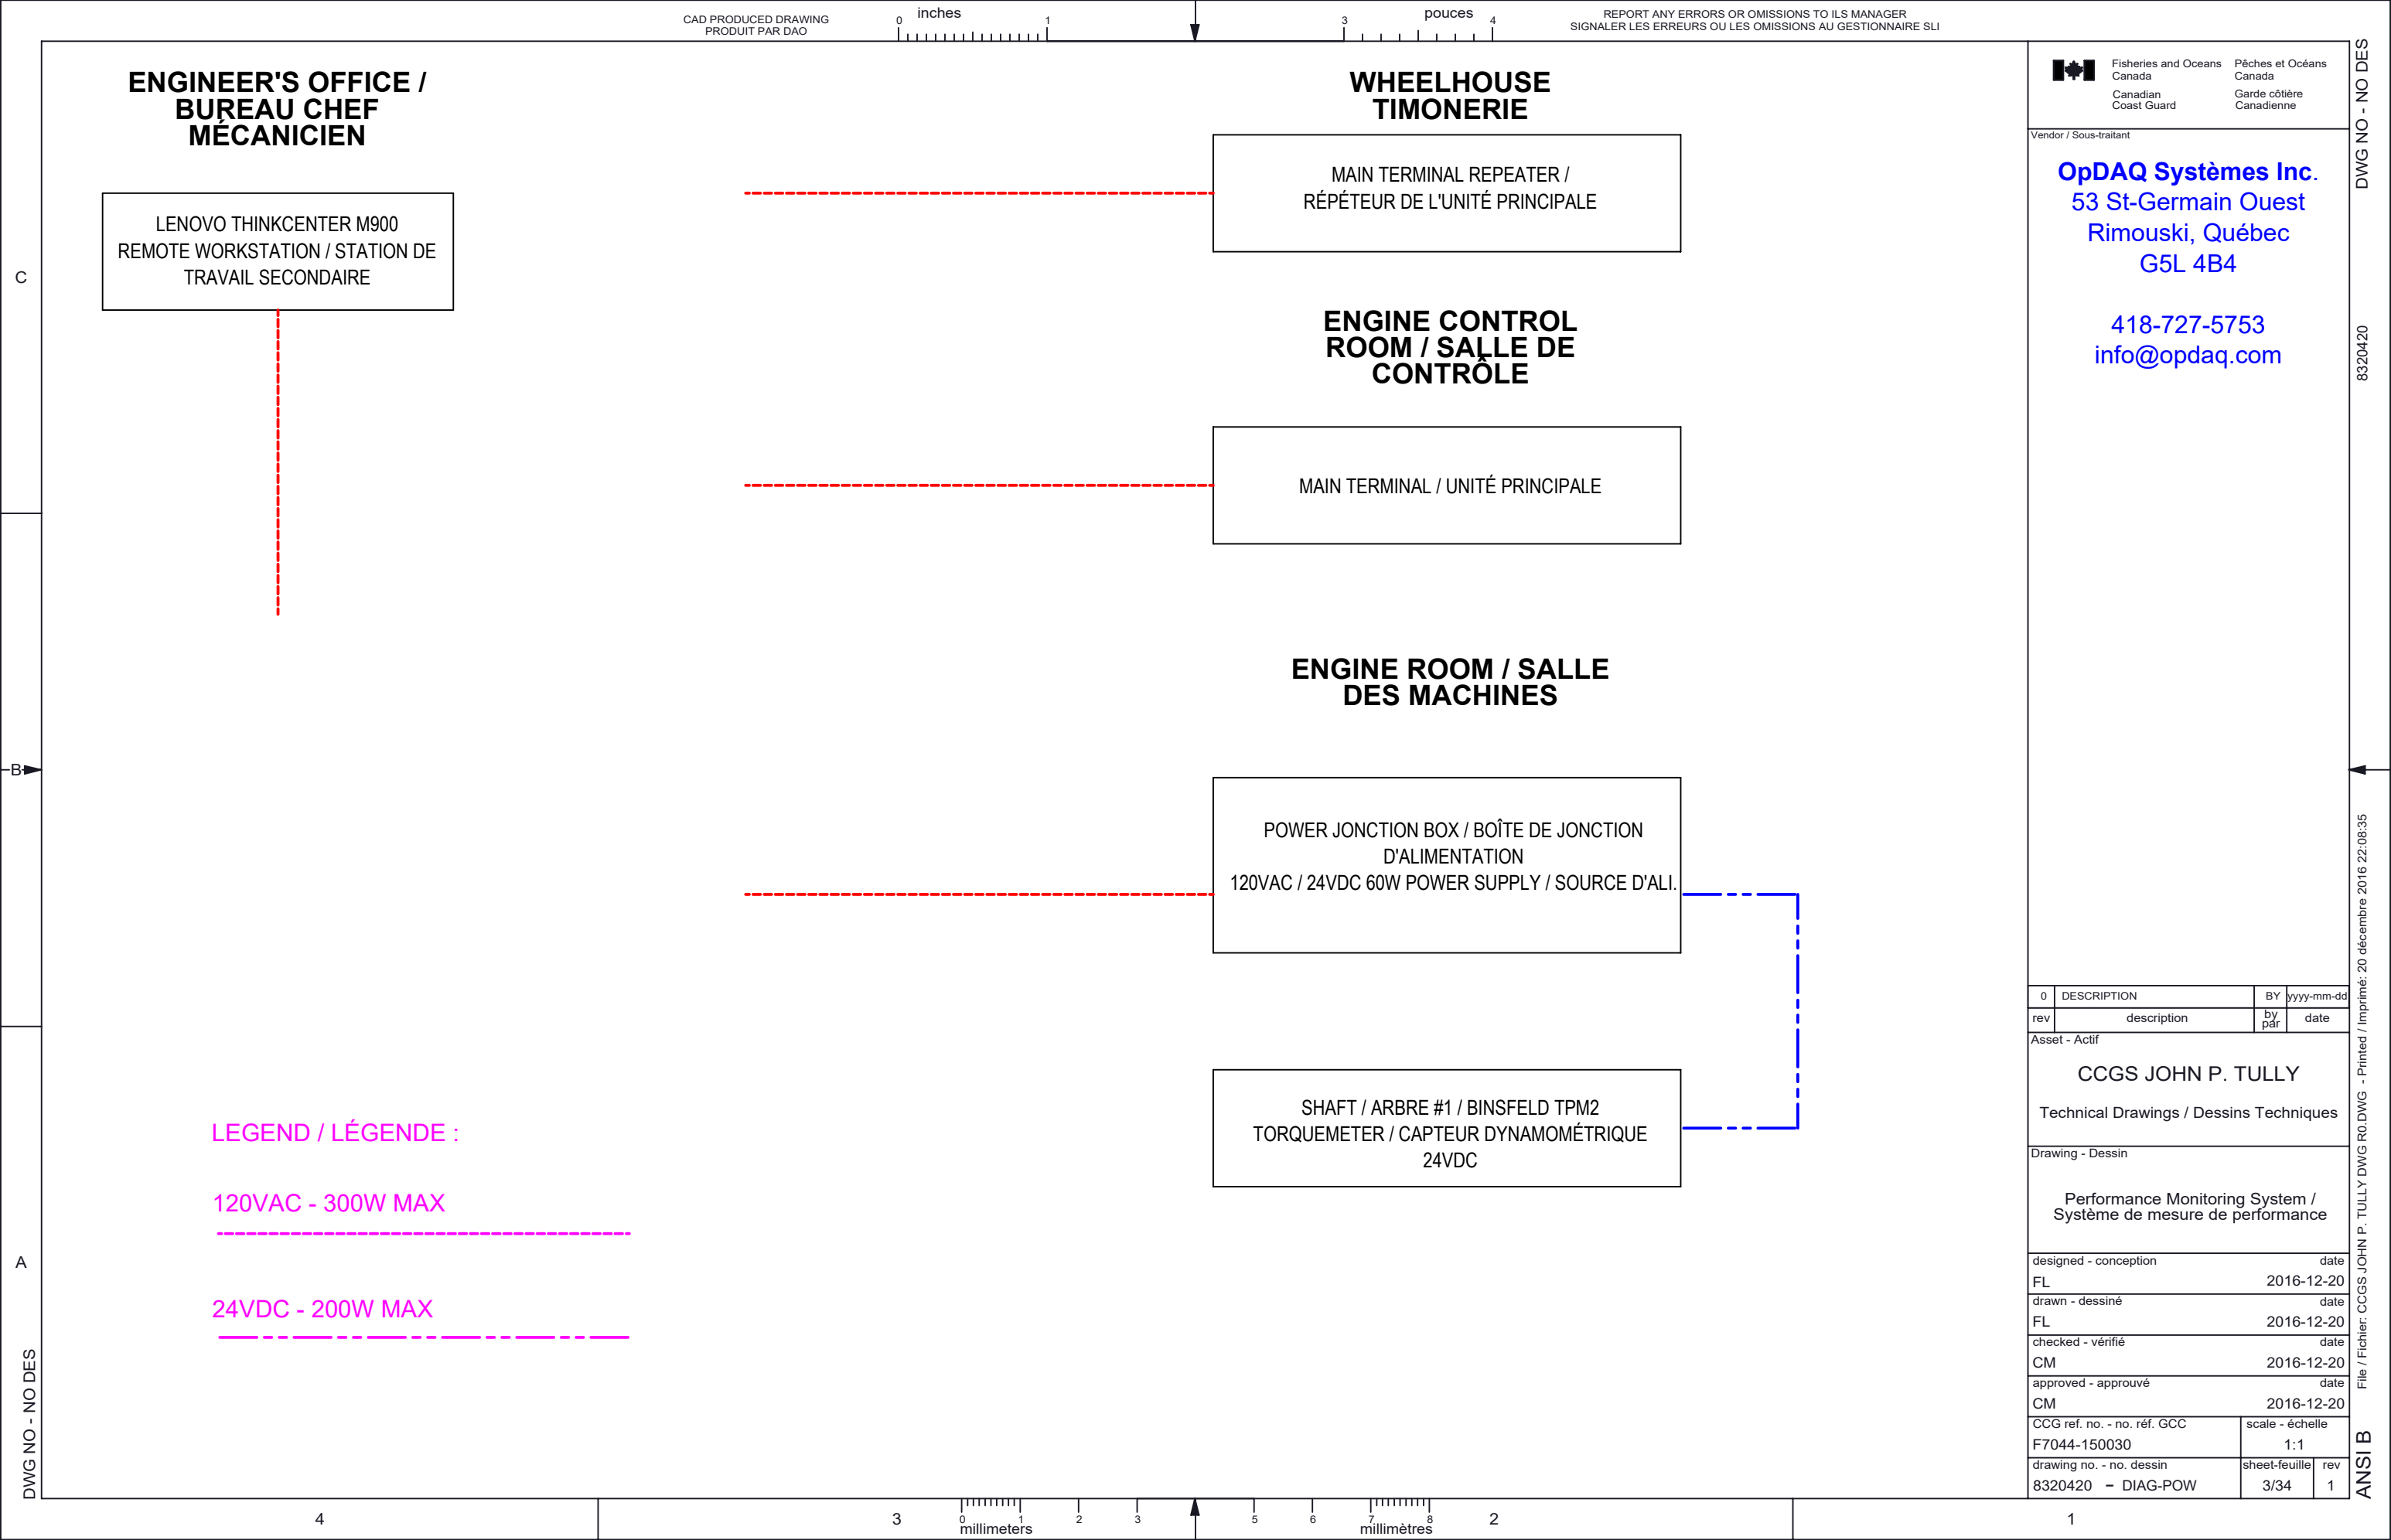 CAD PRODUCED DRAWING
PRODUIT PAR DAO
inches
0 1
pouces
3 4
REPORT ANY ERRORS OR OMISSIONS TO ILS MANAGER
SIGNALER LES ERREURS OU LES OMISSIONS AU GESTIONNAIRE SLI
ENGINEER'S OFFICE /
BUREAU CHEF
MÉCANICIEN
LENOVO THINKCENTER M900
REMOTE WORKSTATION / STATION DE
TRAVAIL SECONDAIRE
WHEELHOUSE
TIMONERIE
MAIN TERMINAL REPEATER /
RÉPÉTEUR DE L'UNITÉ PRINCIPALE
ENGINE CONTROL
ROOM / SALLE DE
CONTRÔLE
MAIN TERMINAL / UNITÉ PRINCIPALE
ENGINE ROOM / SALLE
DES MACHINES
POWER JONCTION BOX / BOÎTE DE JONCTION
D'ALIMENTATION
120VAC / 24VDC 60W POWER SUPPLY / SOURCE D'ALI.
SHAFT / ARBRE #1 / BINSFELD TPM2
TORQUEMETER / CAPTEUR DYNAMOMÉTRIQUE
24VDC
LEGEND / LÉGENDE :
120VAC - 300W MAX
24VDC - 200W MAX
C
B
A
DWG NO - NO DES
4
3
2
1
0 1 2 3
millimeters
5 6 7 8
millimètres
Fisheries and Oceans
Canada
Pêches et Océans
Canada
Canadian
Coast Guard
Garde côtière
Canadienne
Vendor / Sous-traitant
OpDAQ Systèmes Inc.
53 St-Germain Ouest
Rimouski, Québec
G5L 4B4
418-727-5753
info@opdaq.com
0 DESCRIPTION BY yyyy-mm-dd
rev description by par date
Asset - Actif
CCGS JOHN P. TULLY
Technical Drawings / Dessins Techniques
Drawing - Dessin
Performance Monitoring System /
Système de mesure de performance
designed - conception date
FL 2016-12-20
drawn - dessiné date
FL 2016-12-20
checked - vérifié date
CM 2016-12-20
approved - approuvé date
CM 2016-12-20
CCG ref. no. - no. réf. GCC scale - échelle
F7044-150030 1:1
drawing no. - no. dessin sheet-feuille rev
8320420 - DIAG-POW 3/34 1
DWG NO - NO DES
8320420
File / Fichier: CCGS JOHN P. TULLY DWG R0.DWG - Printed / Imprimé: 20 décembre 2016 22:08:35
ANSI B